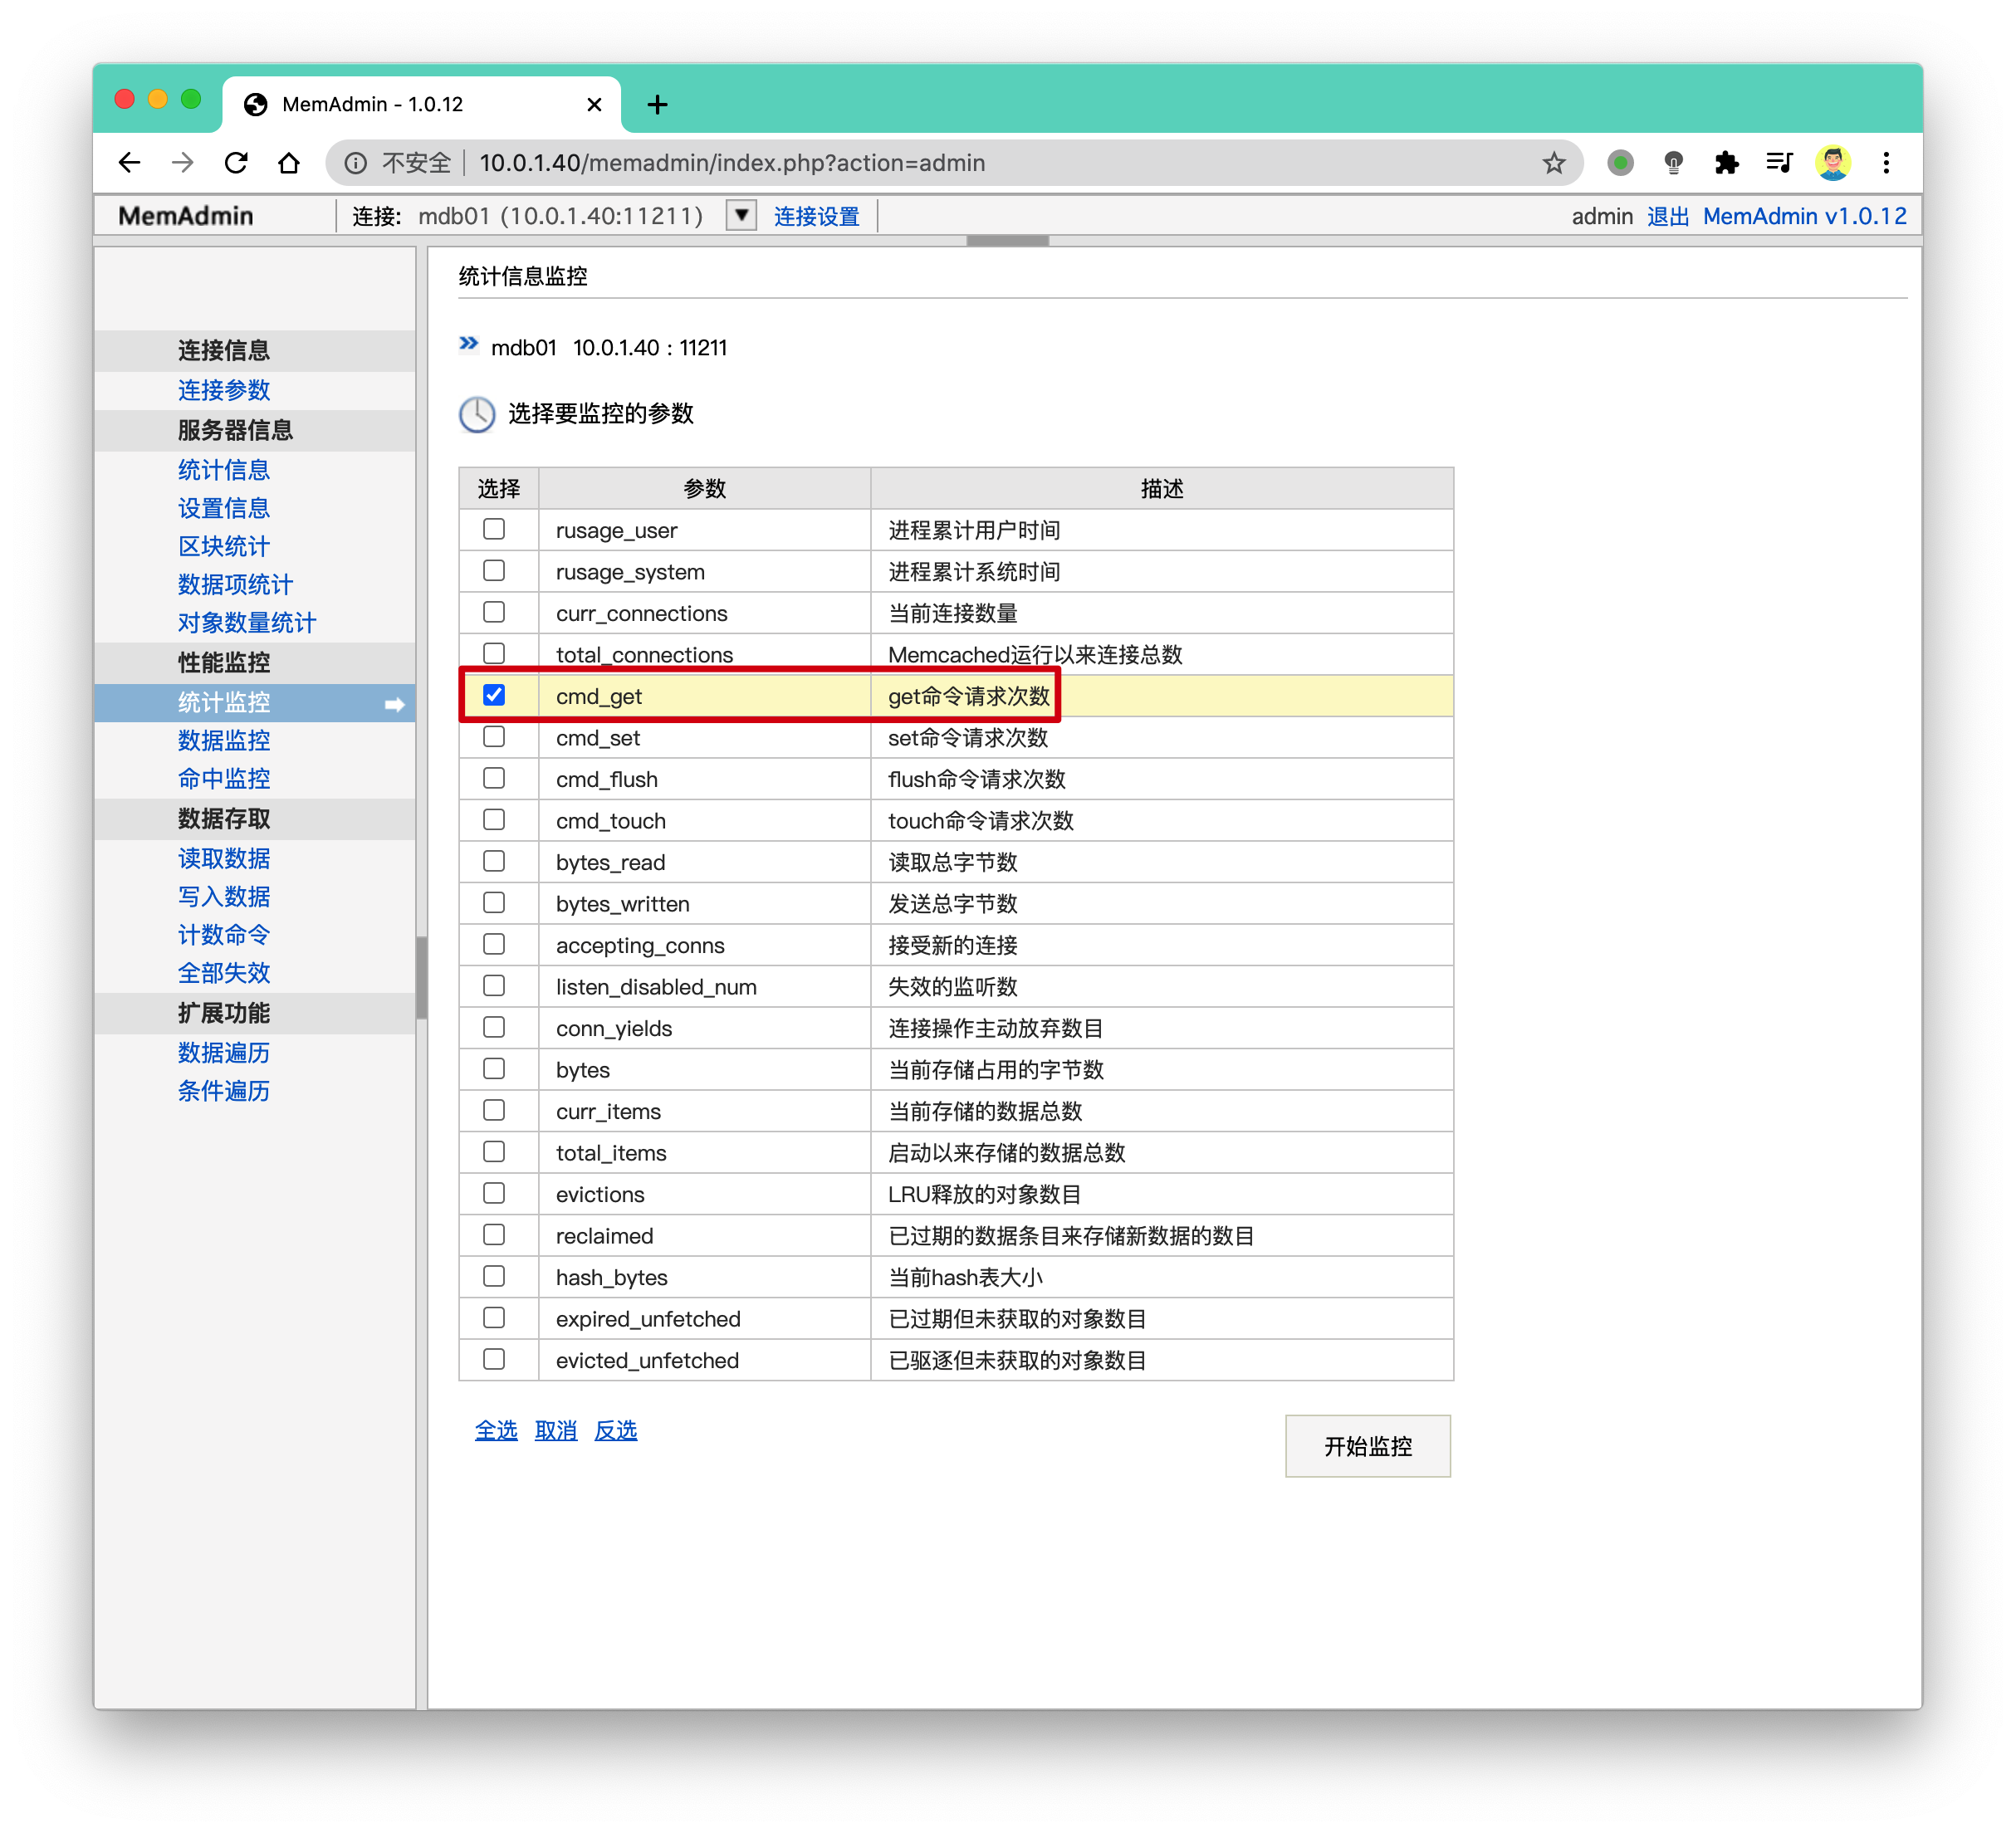 MemAdmin - 1.0.12
不安全 10.0.1.40/memadmin/index.php?action=admin
MemAdmin 连接: mdb01 (10.0.1.40:11211) 连接设置 admin 退出 MemAdmin v1.0.12
连接信息
连接参数
服务器信息
统计信息
设置信息
区块统计
数据项统计
对象数量统计
性能监控
统计监控
数据监控
命中监控
数据存取
读取数据
写入数据
计数命令
全部失效
扩展功能
数据遍历
条件遍历
统计信息监控
mdb01 10.0.1.40 : 11211
选择要监控的参数
选择 参数 描述
rusage_user 进程累计用户时间
rusage_system 进程累计系统时间
curr_connections 当前连接数量
total_connections Memcached运行以来连接总数
cmd_get get命令请求次数
cmd_set set命令请求次数
cmd_flush flush命令请求次数
cmd_touch touch命令请求次数
bytes_read 读取总字节数
bytes_written 发送总字节数
accepting_conns 接受新的连接
listen_disabled_num 失效的监听数
conn_yields 连接操作主动放弃数目
bytes 当前存储占用的字节数
curr_items 当前存储的数据总数
total_items 启动以来存储的数据总数
evictions LRU释放的对象数目
reclaimed 已过期的数据条目来存储新数据的数目
hash_bytes 当前hash表大小
expired_unfetched 已过期但未获取的对象数目
evicted_unfetched 已驱逐但未获取的对象数目
全选 取消 反选
开始监控